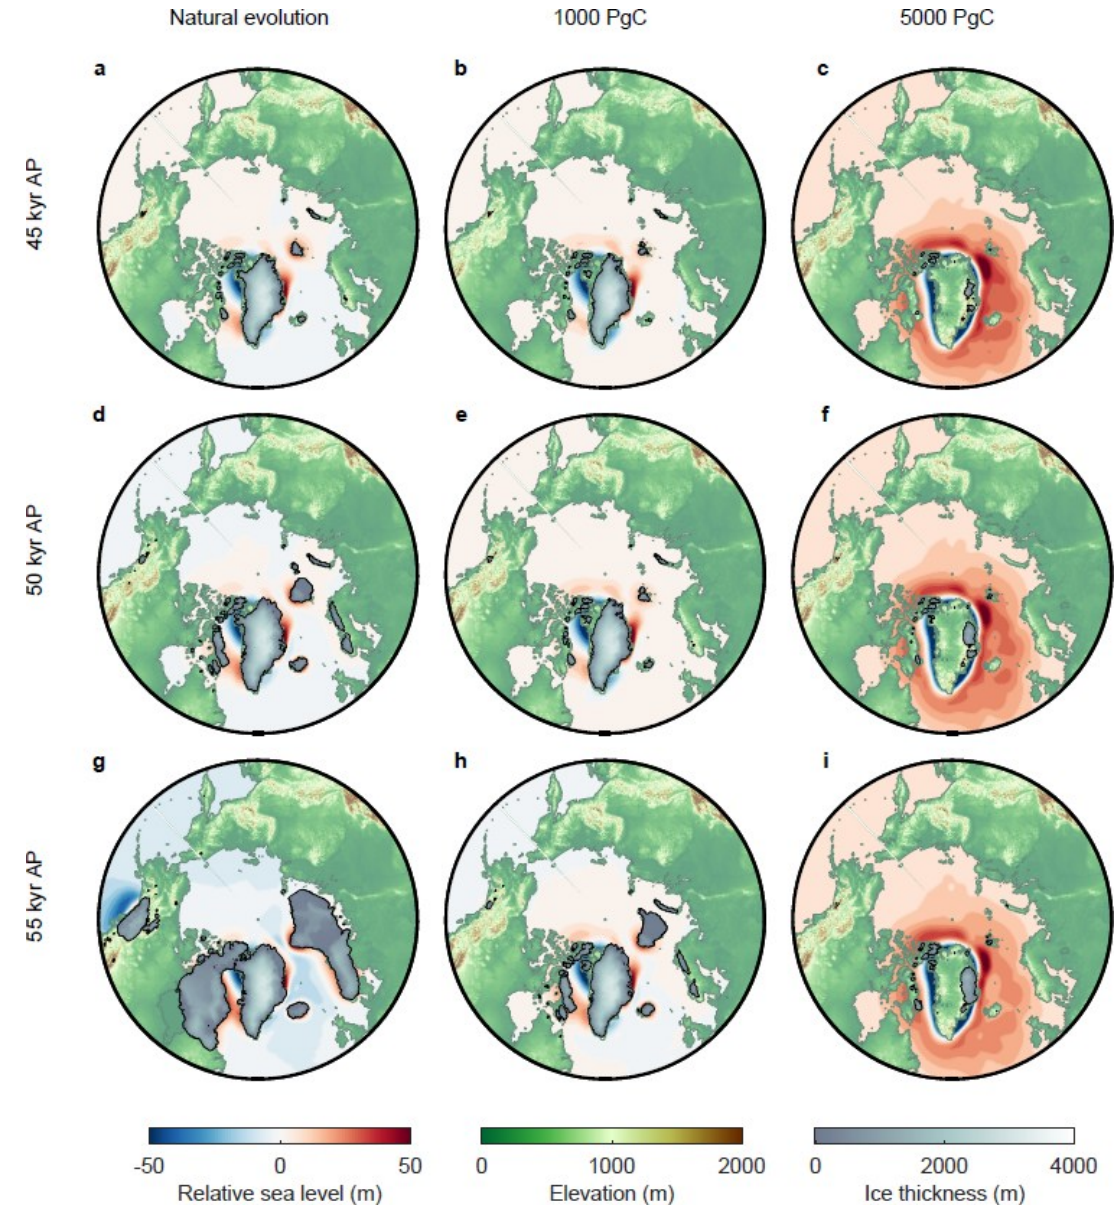 Natural evolution 1000 PgC 5000 PgC
a b c
45 kyr AP
d e f
50 kyr AP
g h i
55 kyr AP
-50 0 50 0 1000 2000 0 2000 4000
Relative sea level (m) Elevation (m) Ice thickness (m)